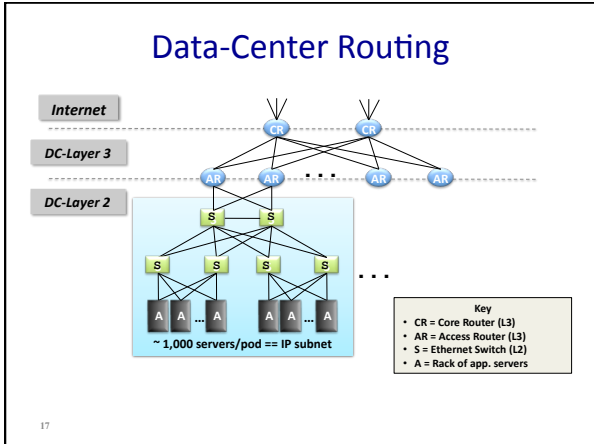 Data-Center Routing
Internet
CR CR
DC-Layer 3
AR AR . . . AR AR
DC-Layer 2
S S
S S S S
. . .
A A ... A A A ... A
~ 1,000 servers/pod == IP subnet
Key
• CR = Core Router (L3)
• AR = Access Router (L3)
• S = Ethernet Switch (L2)
• A = Rack of app. servers
17